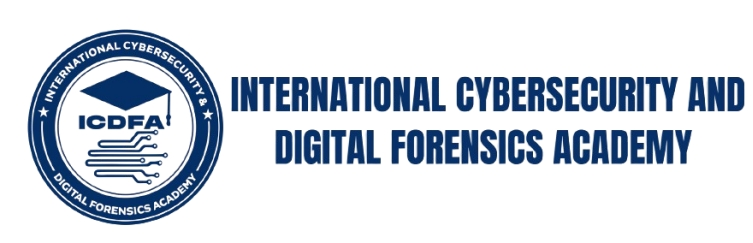 INTERNATIONAL CYBERSECURITY &
ICDFA
DIGITAL FORENSICS ACADEMY
INTERNATIONAL CYBERSECURITY AND
DIGITAL FORENSICS ACADEMY